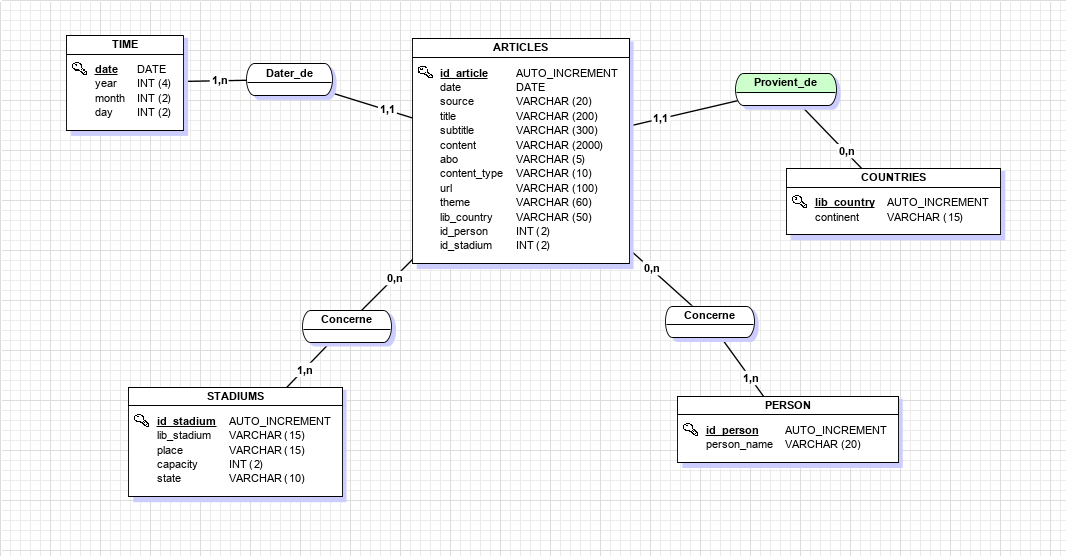 TIME
date DATE
year INT (4)
month INT (2)
day INT (2)
1,n
Dater_de
1,1
ARTICLES
id_article AUTO_INCREMENT
date DATE
source VARCHAR (20)
title VARCHAR (200)
subtitle VARCHAR (300)
content VARCHAR (2000)
abo VARCHAR (5)
content_type VARCHAR (10)
url VARCHAR (100)
theme VARCHAR (60)
lib_country VARCHAR (50)
id_person INT (2)
id_stadium INT (2)
1,1
Provient_de
0,n
COUNTRIES
lib_country AUTO_INCREMENT
continent VARCHAR (15)
0,n
Concerne
1,n
STADIUMS
id_stadium AUTO_INCREMENT
lib_stadium VARCHAR (15)
place VARCHAR (15)
capacity INT (2)
state VARCHAR (10)
0,n
Concerne
1,n
PERSON
id_person AUTO_INCREMENT
person_name VARCHAR (20)